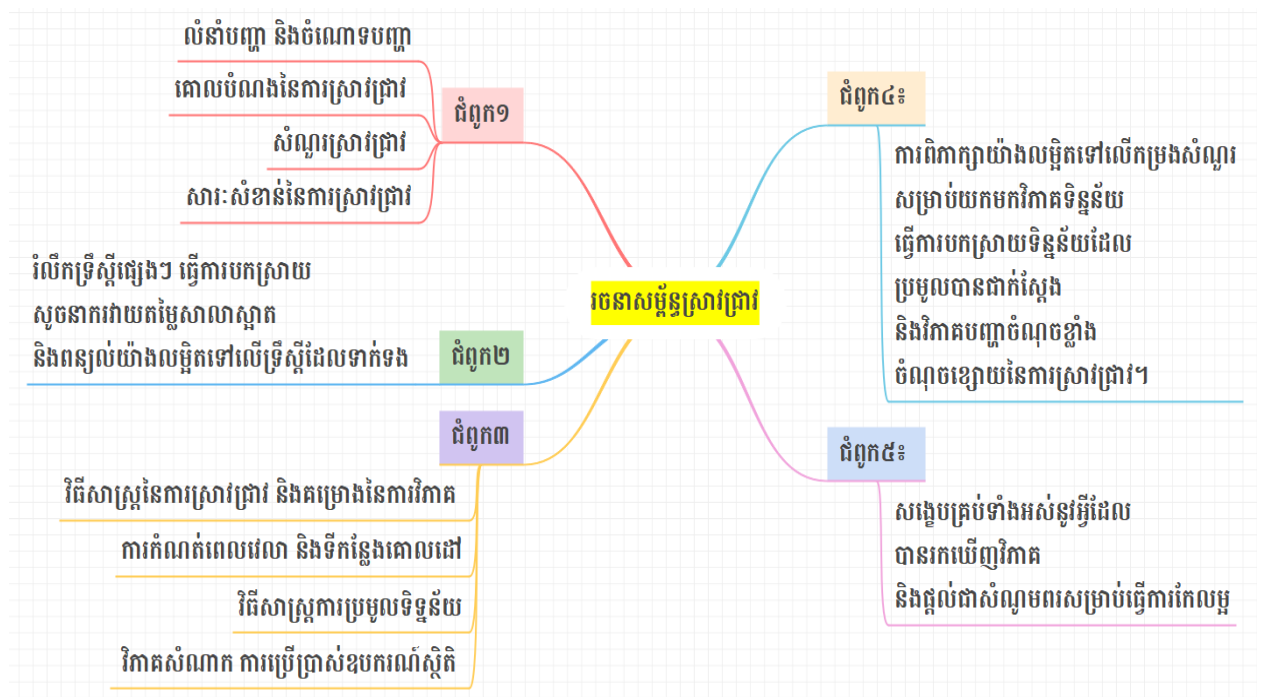 រចនាសម្ព័ន្ធស្រាវជ្រាវ
ជំពូក១
លំនាំបញ្ហា និងចំណោទបញ្ហា
គោលបំណងនៃការស្រាវជ្រាវ
សំណួរស្រាវជ្រាវ
សារៈសំខាន់នៃការស្រាវជ្រាវ
ជំពូក២
រំលឹកទ្រឹស្តីផ្សេងៗ ធ្វើការបកស្រាយ
សូចនាករវាយតម្លៃសាលាស្អាត
និងពន្យល់យ៉ាងលម្អិតទៅលើទ្រឹស្តីដែលទាក់ទង
ជំពូក៣
វិធីសាស្ត្រនៃការស្រាវជ្រាវ និងគម្រោងនៃការវិភាគ
ការកំណត់ពេលវេលា និងទីកន្លែងគោលដៅ
វិធីសាស្ត្រការប្រមូលទិទ្នន័យ
វិភាគសំណាក ការប្រើប្រាស់ឧបករណ៍ស្ថិតិ
ជំពូក៤៖
ការពិភាក្សាយ៉ាងលម្អិតទៅលើកម្រងសំណួរ
សម្រាប់យកមកវិភាគទិន្នន័យ
ធ្វើការបកស្រាយទិន្នន័យដែល
ប្រមូលបានជាក់ស្តែង
និងវិភាគបញ្ហាចំណុចខ្លាំង
ចំណុចខ្សោយនៃការស្រាវជ្រាវ។
ជំពូក៥៖
សង្ខេបគ្រប់ទាំងអស់នូវអ្វីដែល
បានរកឃើញវិភាគ
និងផ្តល់ជាសំណូមពរសម្រាប់ធ្វើការកែលម្អ